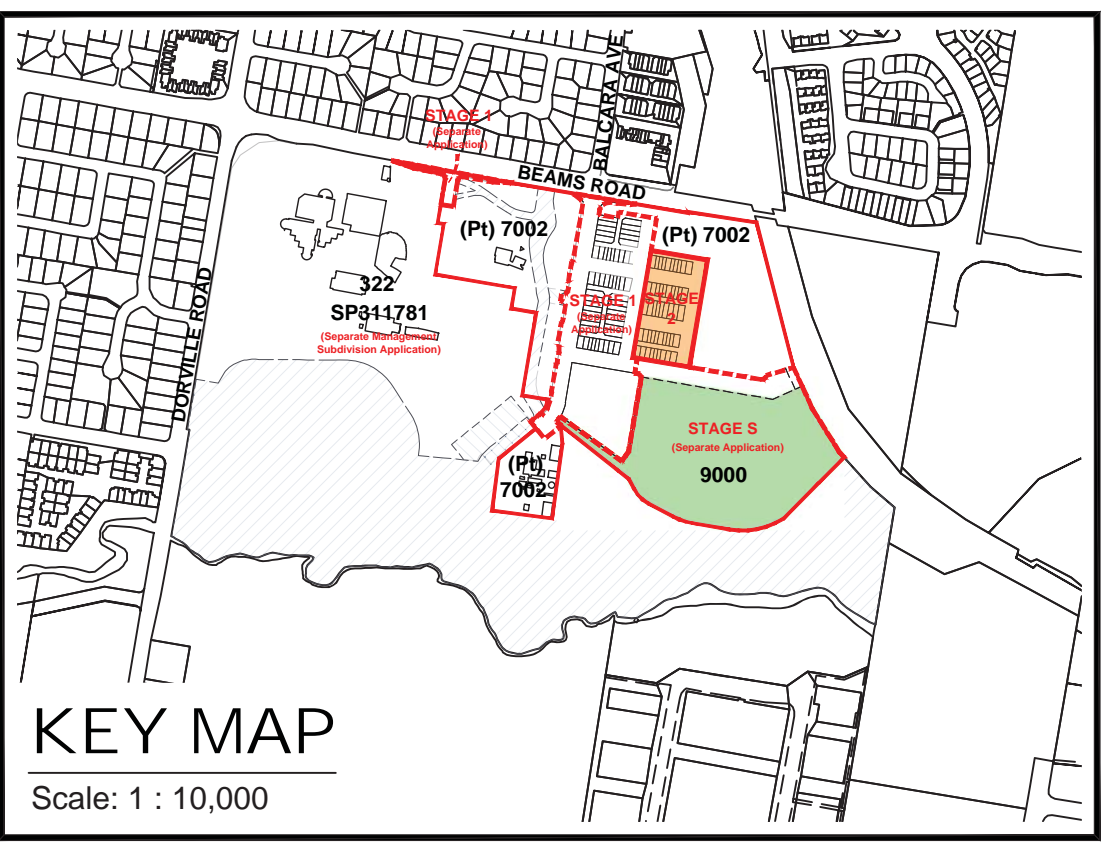 BALCARA AVE
STAGE 1
(Separate
Application)
BEAMS ROAD
(Pt) 7002
(Pt) 7002
DORVILLE ROAD
322
SP311781
(Separate Management
Subdivision Application)
STAGE 1
(Separate
Application)
STAGE
2
STAGE S
(Separate Application)
9000
(Pt)
7002
KEY MAP
Scale: 1 : 10,000